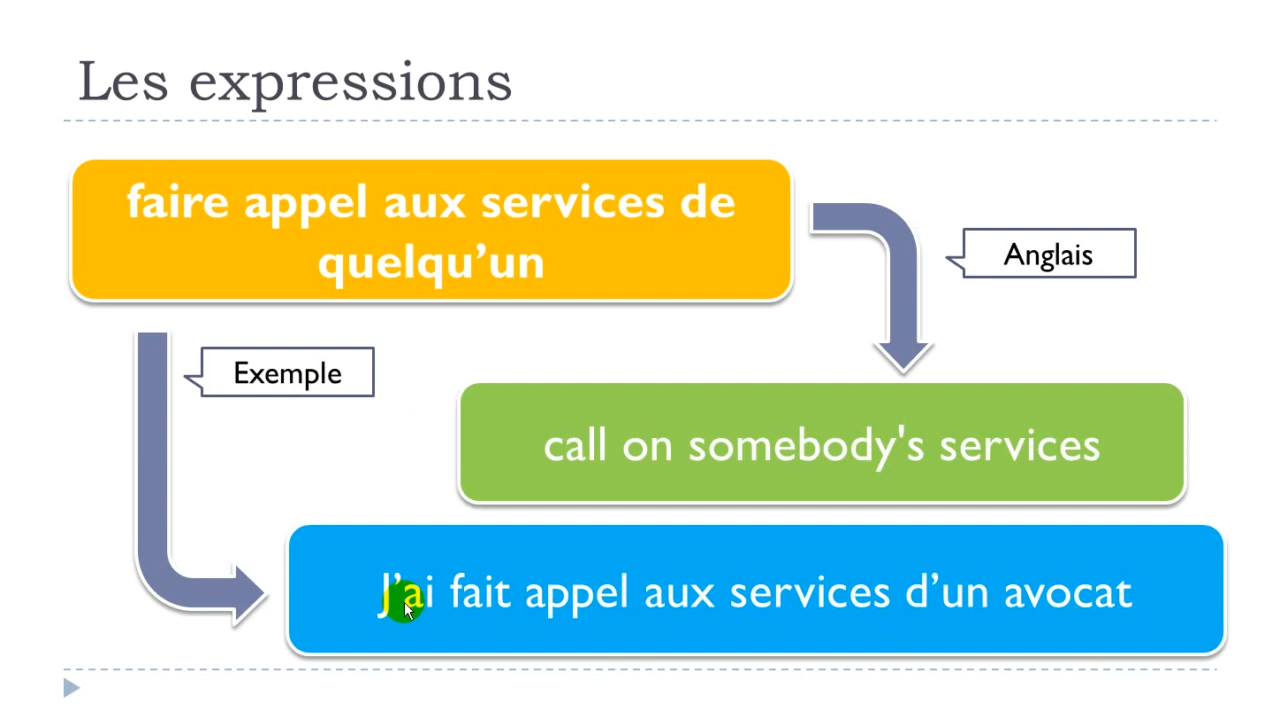 Les expressions
faire appel aux services de
quelqu’un
Anglais
Exemple
call on somebody's services
J’ai fait appel aux services d’un avocat